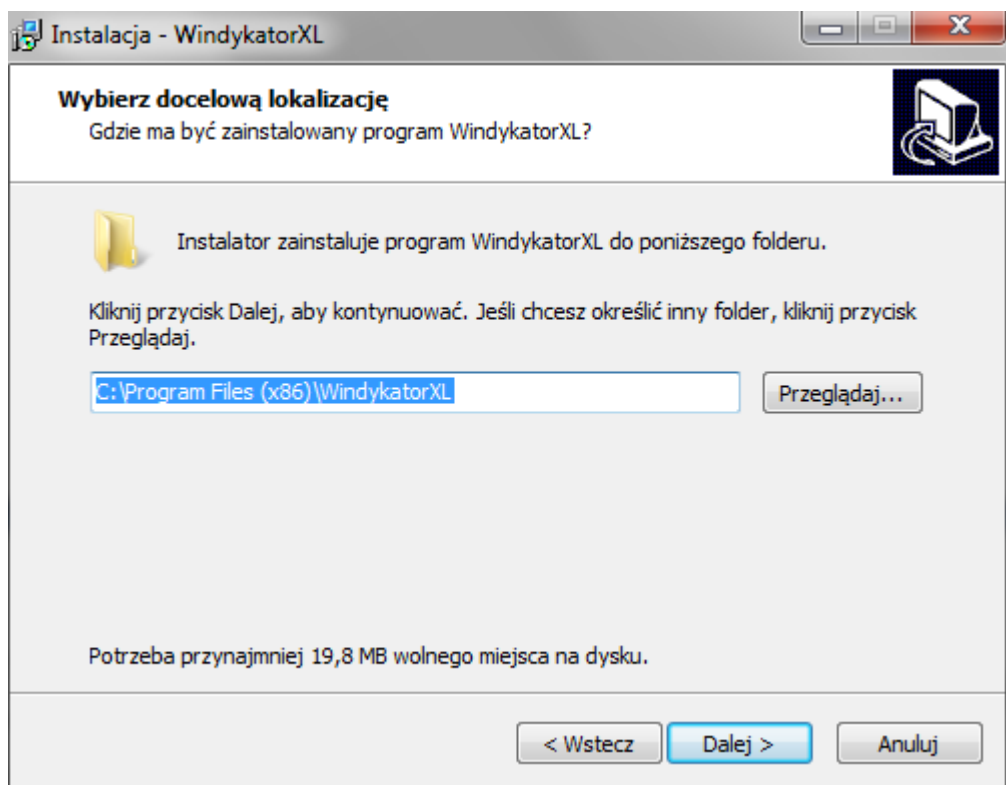 Instalacja - WindykatorXL
Wybierz docelową lokalizację
Gdzie ma być zainstalowany program WindykatorXL?
Instalator zainstaluje program WindykatorXL do poniższego folderu.
Kliknij przycisk Dalej, aby kontynuować. Jeśli chcesz określić inny folder, kliknij przycisk
Przeglądaj.
C:\Program Files (x86)\WindykatorXL
Przeglądaj...
Potrzeba przynajmniej 19,8 MB wolnego miejsca na dysku.
< Wstecz
Dalej >
Anuluj